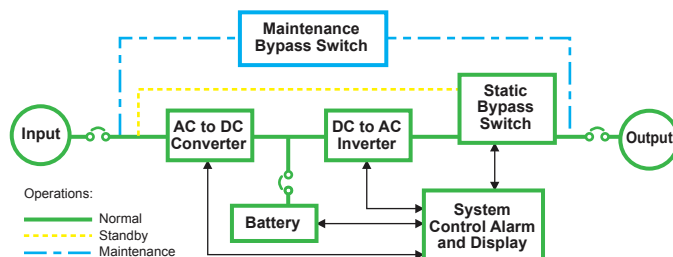 Maintenance
Bypass Switch
Static
Bypass
Switch
Input
AC to DC
Converter
DC to AC
Inverter
Output
Operations:
Normal
Standby
Maintenance
Battery
System
Control Alarm
and Display